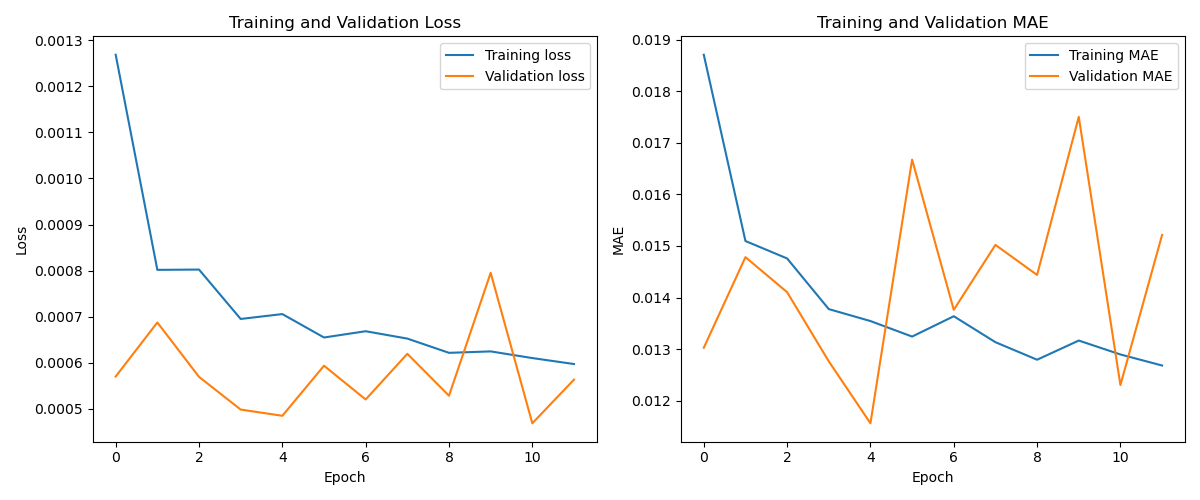 Training and Validation Loss
0.0013
0.0012
0.0011
0.0010
0.0009
0.0008
0.0007
0.0006
0.0005
Loss
0 2 4 6 8 10
Epoch
Training loss
Validation loss
Training and Validation MAE
0.019
0.018
0.017
0.016
0.015
0.014
0.013
0.012
MAE
0 2 4 6 8 10
Epoch
Training MAE
Validation MAE